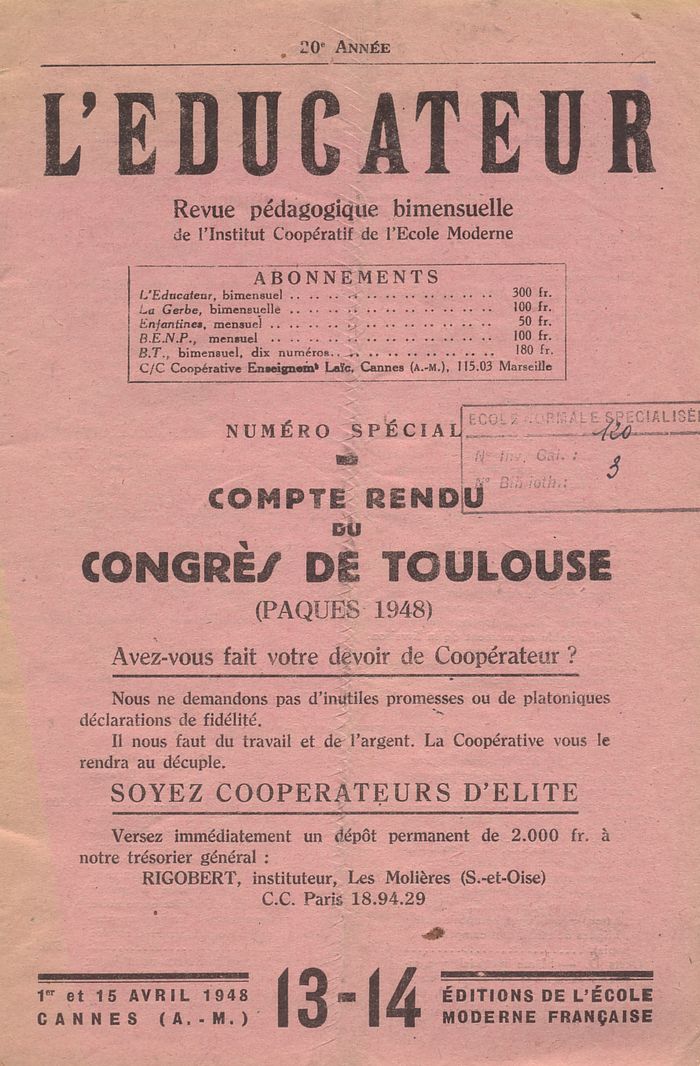 20e ANNÉE
L'EDUCATEUR
Revue pédagogique bimensuelle
de l'Institut Coopératif de l'Ecole Moderne
ABONNEMENTS
L'Educateur, bimensuel .. .. .. .. .. .. .. .. .. .. 300 fr.
La Gerbe, bimensuelle .. .. .. .. .. .. .. .. .. .. 100 fr.
Enfantines, mensuel .. .. .. .. .. .. .. .. .. .. .. 50 fr.
B.E.N.P., mensuel .. .. .. .. .. .. .. .. .. .. .. 100 fr.
B.T., bimensuel, dix numéros.. .. .. .. .. .. .. .. 180 fr.
C/C Coopérative Enseignemt Laïc, Cannes (A.-M.), 115.03 Marseille
NUMÉRO SPÉCIAL
ECOLE NORMALE SPECIALISÉE
120
N° Inv. Gal. :
3
N° Biblioth. :
COMPTE RENDU
DU
CONGRÈS DE TOULOUSE
(PAQUES 1948)
Avez-vous fait votre devoir de Coopérateur ?
Nous ne demandons pas d'inutiles promesses ou de platoniques
déclarations de fidélité.
Il nous faut du travail et de l'argent. La Coopérative vous le
rendra au décuple.
SOYEZ COOPERATEURS D'ELITE
Versez immédiatement un dépôt permanent de 2.000 fr. à
notre trésorier général :
RIGOBERT, instituteur, Les Molières (S.-et-Oise)
C.C. Paris 18.94.29
1er et 15 AVRIL 1948
CANNES (A.-M.)
13-14
ÉDITIONS DE L'ÉCOLE
MODERNE FRANÇAISE